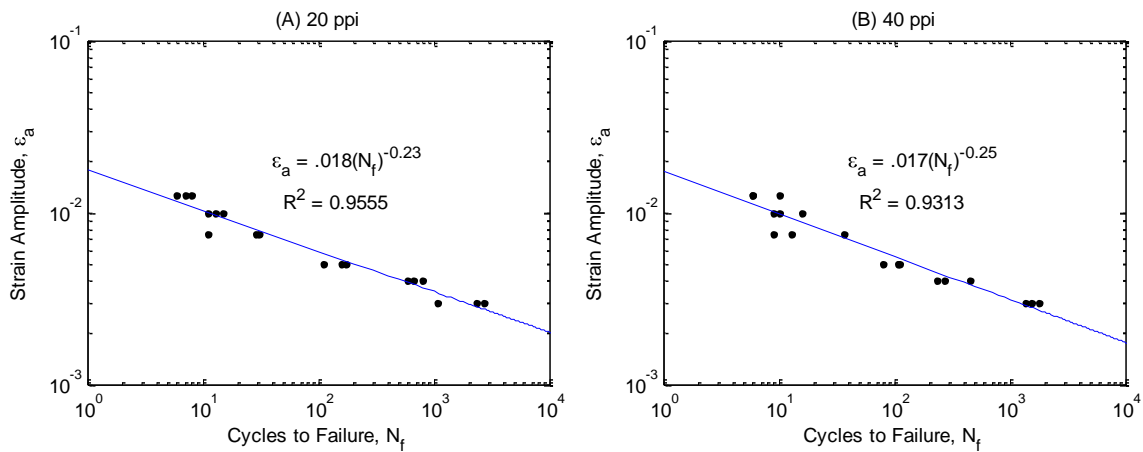 (A) 20 ppi
10^-1
10^-2
10^-3
Strain Amplitude, ε_a
ε_a = .018(N_f)^-0.23
R^2 = 0.9555
10^0 10^1 10^2 10^3 10^4
Cycles to Failure, N_f
(B) 40 ppi
10^-1
10^-2
10^-3
Strain Amplitude, ε_a
ε_a = .017(N_f)^-0.25
R^2 = 0.9313
10^0 10^1 10^2 10^3 10^4
Cycles to Failure, N_f